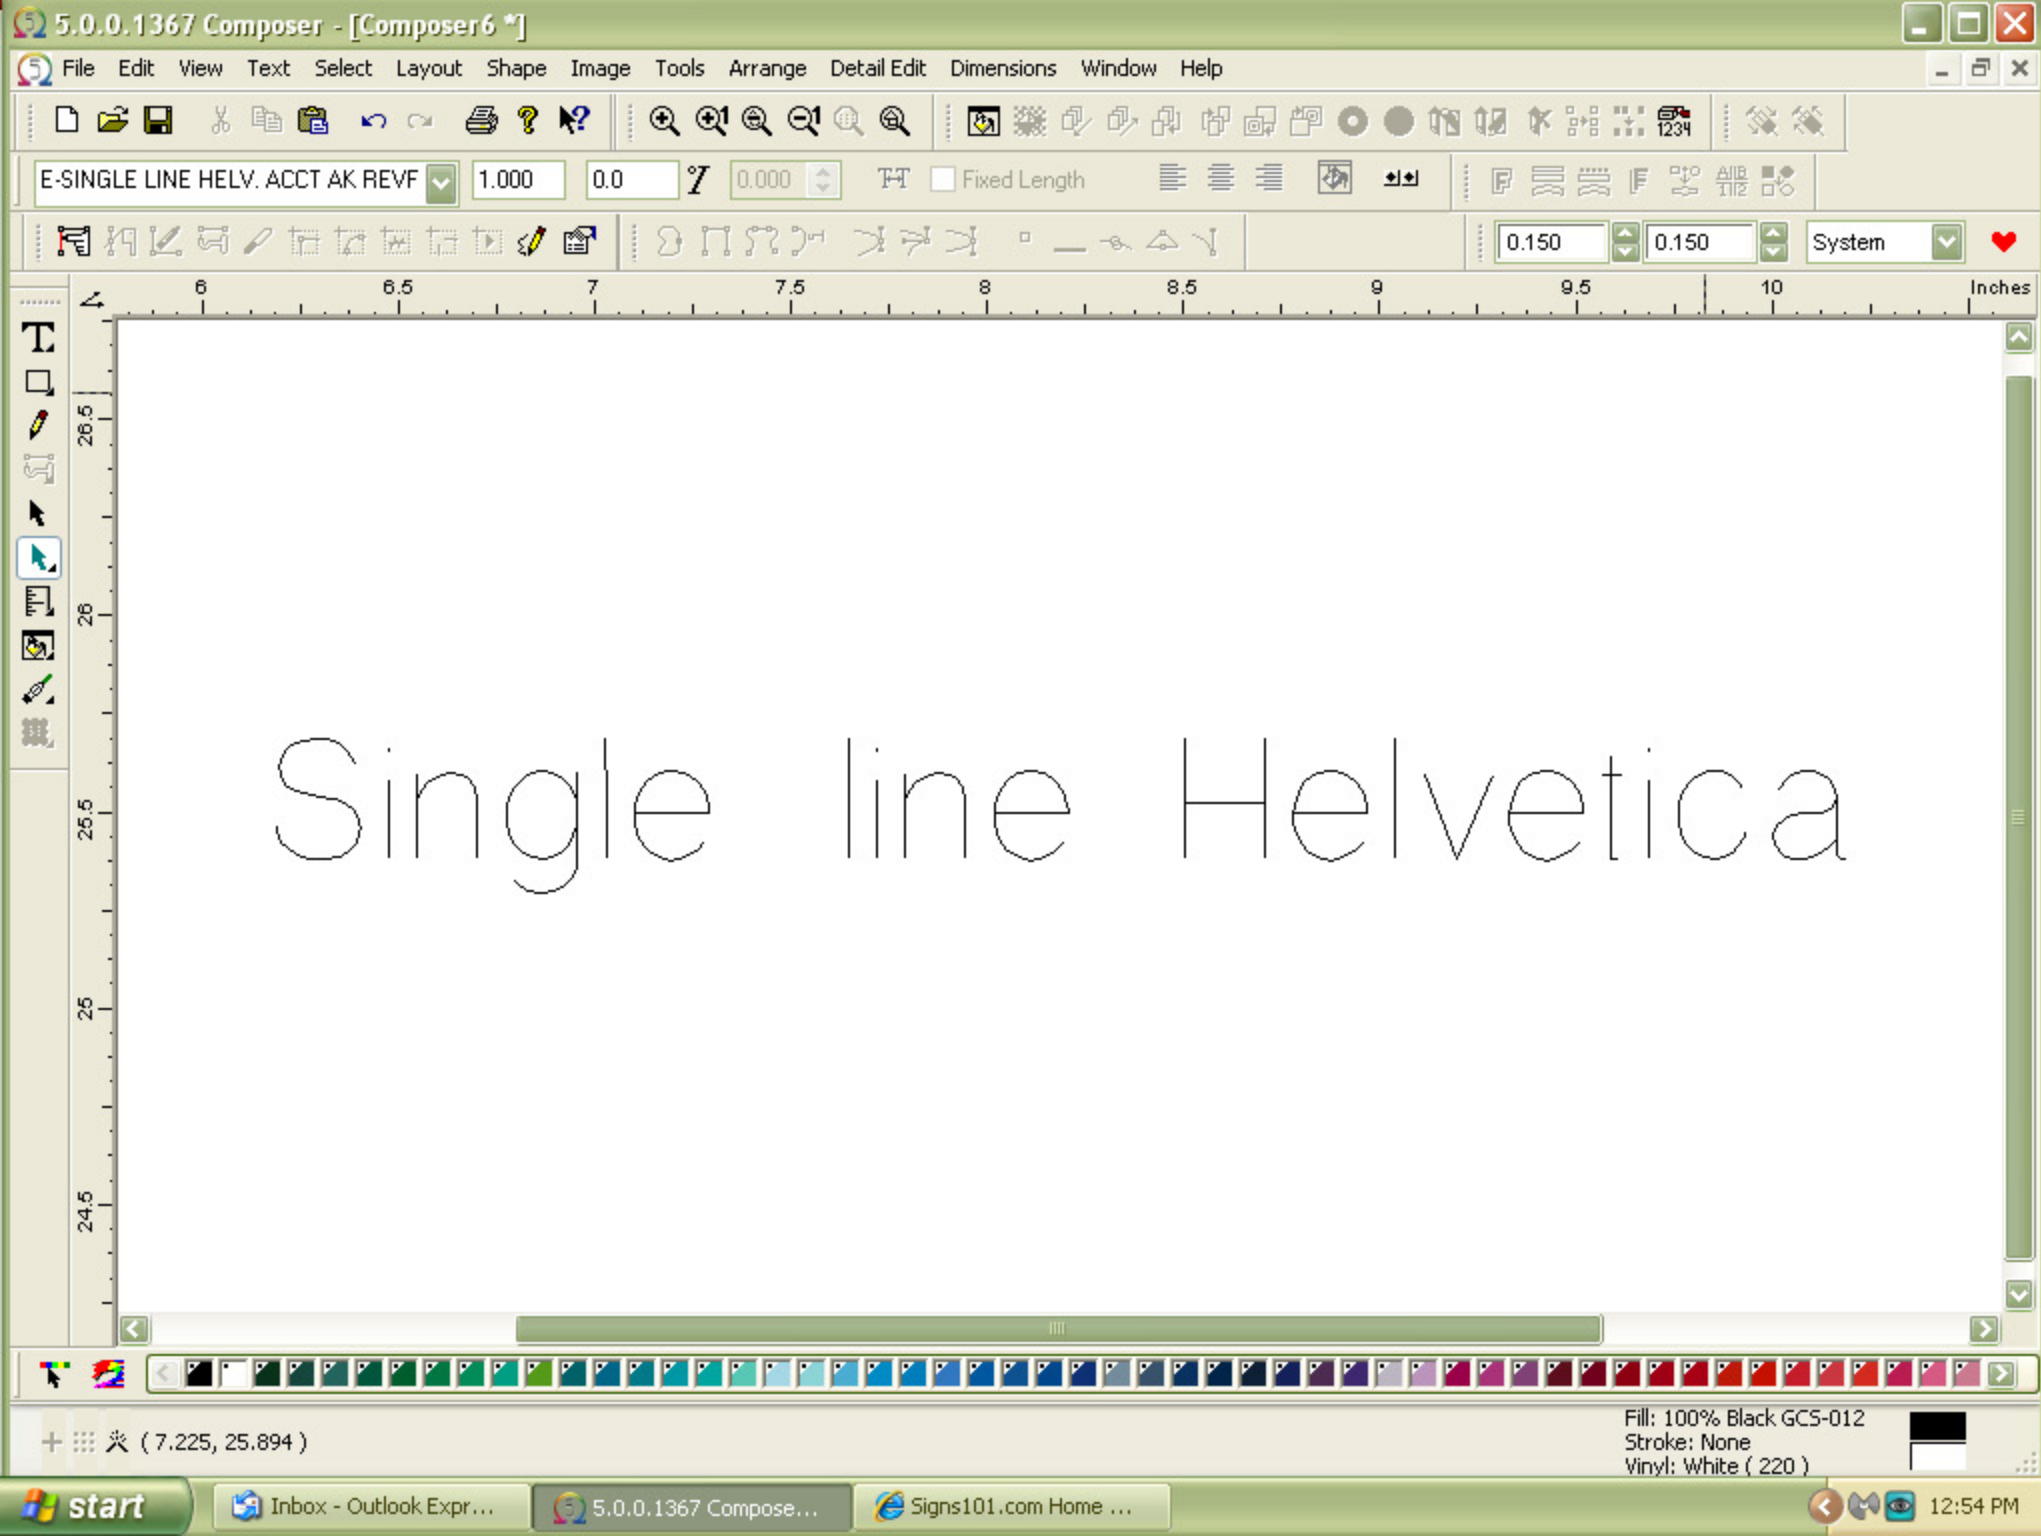 5.0.0.1367 Composer - [Composer6 *]
File Edit View Text Select Layout Shape Image Tools Arrange Detail Edit Dimensions Window Help
1234
E-SINGLE LINE HELV. ACCT AK REVF 1.000 0.0 0.000 Fixed Length
0.150 0.150 System
6 6.5 7 7.5 8 8.5 9 9.5 10 Inches
26.5
26
25.5
25
24.5
Single line Helvetica
( 7.225, 25.894 )
Fill: 100% Black GCS-012
Stroke: None
Vinyl: White ( 220 )
start Inbox - Outlook Expr... 5.0.0.1367 Compose... Signs101.com Home ... 12:54 PM